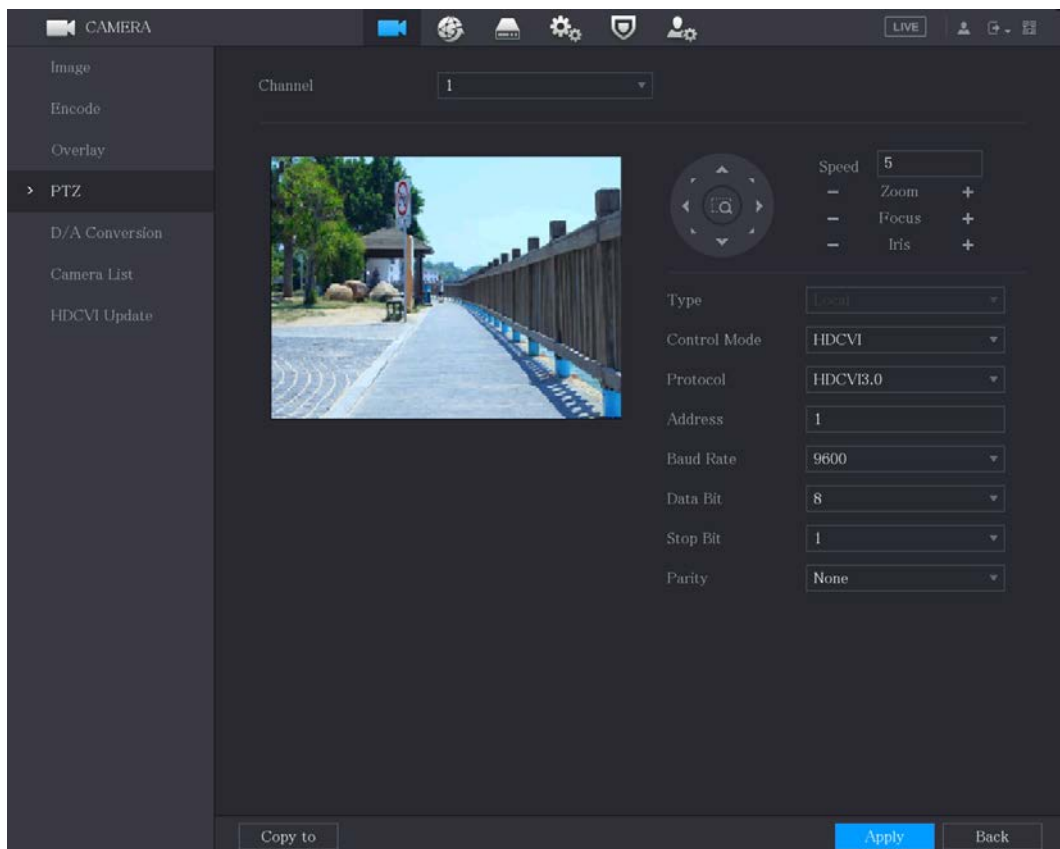 CAMERA
LIVE
Image
Encode
Overlay
PTZ
D/A Conversion
Camera List
HDCVI Update
Channel
1
Speed
5
- Zoom +
- Focus +
- Iris +
Type
Local
Control Mode
HDCVI
Protocol
HDCVI3.0
Address
1
Baud Rate
9600
Data Bit
8
Stop Bit
1
Parity
None
Copy to
Apply
Back